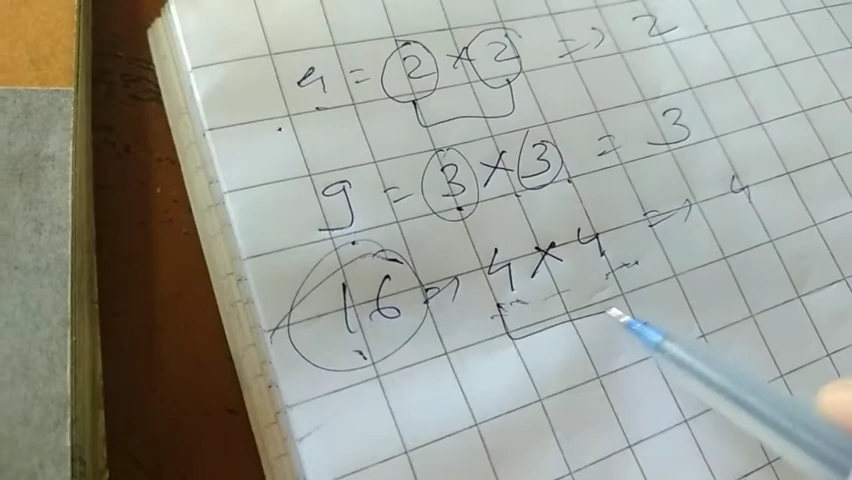 4 = 2 × 2 => 2
9 = 3 × 3 = 3
16 => 4 × 4 => 4